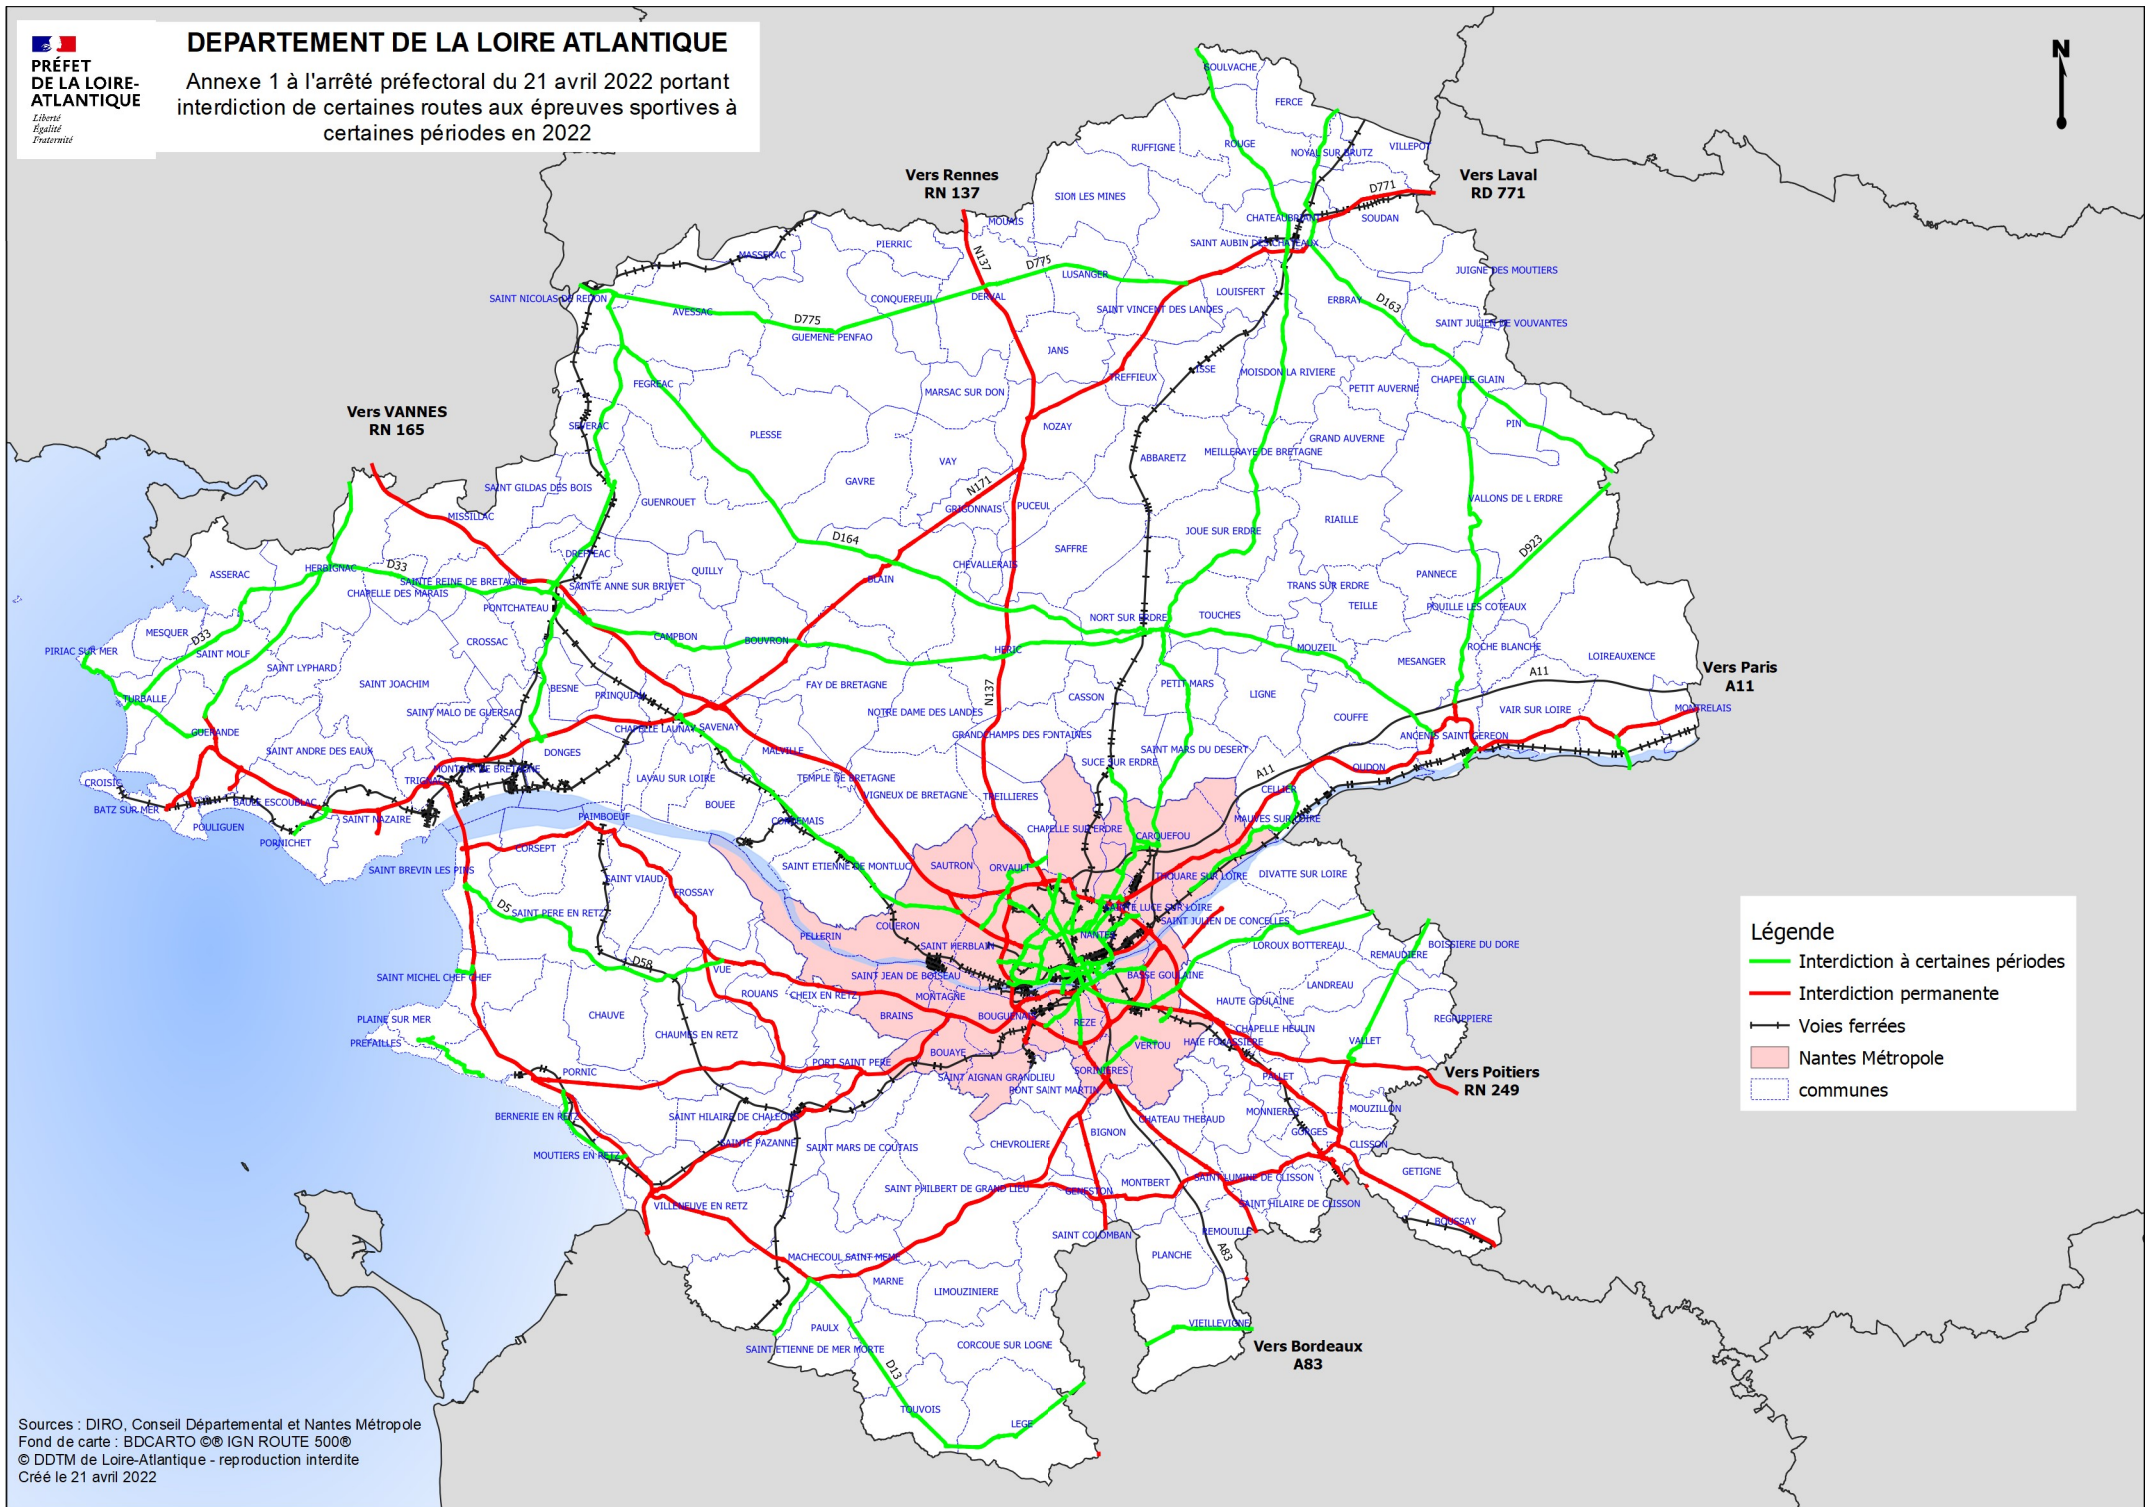 PRÉFET
DE LA LOIRE-
ATLANTIQUE
Liberté
Égalité
Fraternité
DEPARTEMENT DE LA LOIRE ATLANTIQUE
Annexe 1 à l'arrêté préfectoral du 21 avril 2022 portant
interdiction de certaines routes aux épreuves sportives à
certaines périodes en 2022
N
SOULVACHE
FERCE
RUFFIGNE
ROUGE
NOYAL SUR BRUTZ
VILLEPOT
Vers Rennes
RN 137
Vers Laval
RD 771
D771
SION LES MINES
MOUAIS
CHATEAUBRIANT
SOUDAN
PIERRIC
MASSERAC
SAINT AUBIN DES CHATEAUX
N137
D775
LUSANGER
JUIGNE DES MOUTIERS
SAINT NICOLAS DE REDON
AVESSAC
CONQUEREUIL
DERVAL
LOUISFERT
ERBRAY
D163
SAINT VINCENT DES LANDES
D775
GUEMENE PENFAO
SAINT JULIEN DE VOUVANTES
JANS
FEGREAC
TREFFIEUX
ISSE
MOISDON LA RIVIERE
PETIT AUVERNE
CHAPELLE GLAIN
MARSAC SUR DON
Vers VANNES
RN 165
SEVERAC
PLESSE
NOZAY
PIN
GRAND AUVERNE
ABBARETZ
MEILLERAYE DE BRETAGNE
VAY
GAVRE
SAINT GILDAS DES BOIS
GUENROUET
N171
GRIGONNAIS
PUCEUL
VALLONS DE L ERDRE
MISSILLAC
RIAILLE
JOUE SUR ERDRE
D164
D923
SAFFRE
DREFFEAC
HERBIGNAC
D33
ASSERAC
SAINTE REINE DE BRETAGNE
SAINTE ANNE SUR BRIVET
QUILLY
BLAIN
CHEVALLERAIS
PANNECE
CHAPELLE DES MARAIS
PONTCHATEAU
TRANS SUR ERDRE
TEILLE
POUILLE LES COTEAUX
NORT SUR ERDRE
TOUCHES
MESQUER
D33
CROSSAC
CAMPBON
BOUVRON
HERIC
MOUZEIL
MESANGER
ROCHE BLANCHE
LOIREAUXENCE
PIRIAC SUR MER
SAINT MOLF
SAINT LYPHARD
SAINT JOACHIM
BESNE
PRINQUIAU
FAY DE BRETAGNE
N137
CASSON
PETIT MARS
LIGNE
A11
Vers Paris
A11
TURBALLE
SAINT MALO DE GUERSAC
CHAPELLE LAUNAY
SAVENAY
NOTRE DAME DES LANDES
COUFFE
VAIR SUR LOIRE
MONTRELAIS
GUERANDE
GRANDCHAMPS DES FONTAINES
ANCENIS SAINT GEREON
SAINT ANDRE DES EAUX
DONGES
MALVILLE
SAINT MARS DU DESERT
SUCE SUR ERDRE
A11
OUDON
CROISIC
TRIGNAC
MONTOIR DE BRETAGNE
LAVAU SUR LOIRE
TEMPLE DE BRETAGNE
VIGNEUX DE BRETAGNE
TREILLIERES
CELLIER
BATZ SUR MER
BAULE ESCOUBLAC
BOUEE
SAINT NAZAIRE
PAIMBOEUF
CORDEMAIS
MAUVES SUR LOIRE
POULIGUEN
PORNICHET
CHAPELLE SUR ERDRE
CARQUEFOU
CORSEPT
SAINT BREVIN LES PINS
SAINT VIAUD
FROSSAY
SAINT ETIENNE DE MONTLUC
SAUTRON
ORVAULT
THOUARE SUR LOIRE
DIVATTE SUR LOIRE
D5
SAINT PERE EN RETZ
SAINTE LUCE SUR LOIRE
SAINT JULIEN DE CONCELLES
PELLERIN
COUERON
NANTES
SAINT HERBLAIN
LOROUX BOTTEREAU
REMAUDIERE
BOISSIERE DU DORE
D58
VUE
SAINT MICHEL CHEF CHEF
SAINT JEAN DE BOISEAU
BASSE GOULAINE
LANDREAU
ROUANS
CHEIX EN RETZ
MONTAGNE
HAUTE GOULAINE
PLAINE SUR MER
CHAUVE
BRAINS
BOUGUENAIS
REZE
REGRIPPIERE
PREFAILLES
CHAUMES EN RETZ
CHAPELLE HEULIN
VALLET
VERTOU
HAIE FOUASSIERE
BOUAYE
PORNIC
PORT SAINT PERE
SORINIERES
SAINT AIGNAN GRANDLIEU
PONT SAINT MARTIN
PALLET
Vers Poitiers
RN 249
BERNERIE EN RETZ
SAINT HILAIRE DE CHALEONS
CHATEAU THEBAUD
MONNIERES
MOUZILLON
BIGNON
GORGES
CLISSON
SAINTE PAZANNE
SAINT MARS DE COUTAIS
CHEVROLIERE
MOUTIERS EN RETZ
GETIGNE
SAINT LUMINE DE CLISSON
SAINT PHILBERT DE GRAND LIEU
GENESTON
MONTBERT
VILLENEUVE EN RETZ
SAINT HILAIRE DE CLISSON
BOUSSAY
SAINT COLOMBAN
REMOUILLE
MACHECOUL SAINT MEME
PLANCHE
A83
MARNE
LIMOUZINIERE
PAULX
VIEILLEVIGNE
SAINT ETIENNE DE MER MORTE
CORCOUE SUR LOGNE
Vers Bordeaux
A83
D13
TOUVOIS
LEGE
Légende
Interdiction à certaines périodes
Interdiction permanente
Voies ferrées
Nantes Métropole
communes
Sources : DIRO, Conseil Départemental et Nantes Métropole
Fond de carte : BDCARTO ©® IGN ROUTE 500®
© DDTM de Loire-Atlantique - reproduction interdite
Créé le 21 avril 2022